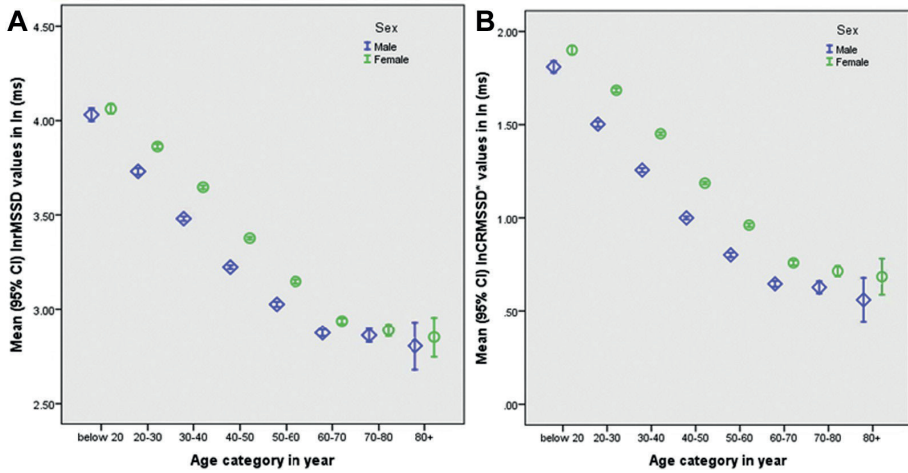 A
Mean (95% CI) lnrMSSD values in ln (ms)
4.50
4.00
3.50
3.00
2.50
Sex
Male
Female
below 20 20-30 30-40 40-50 50-60 60-70 70-80 80+
Age category in year
B
Mean (95% CI) lnCRMSSD* values in ln (ms)
2.00
1.50
1.00
.50
.00
Sex
Male
Female
below 20 20-30 30-40 40-50 50-60 60-70 70-80 80+
Age category in year